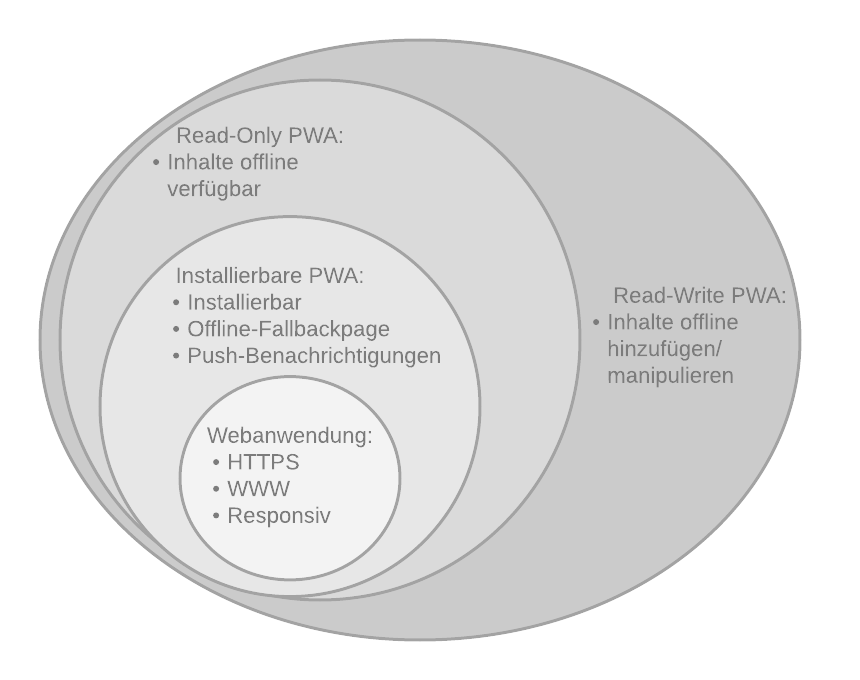 Read-Only PWA:
• Inhalte offline
verfügbar
Installierbare PWA:
• Installierbar
• Offline-Fallbackpage
• Push-Benachrichtigungen
Webanwendung:
• HTTPS
• WWW
• Responsiv
Read-Write PWA:
• Inhalte offline
hinzufügen/
manipulieren